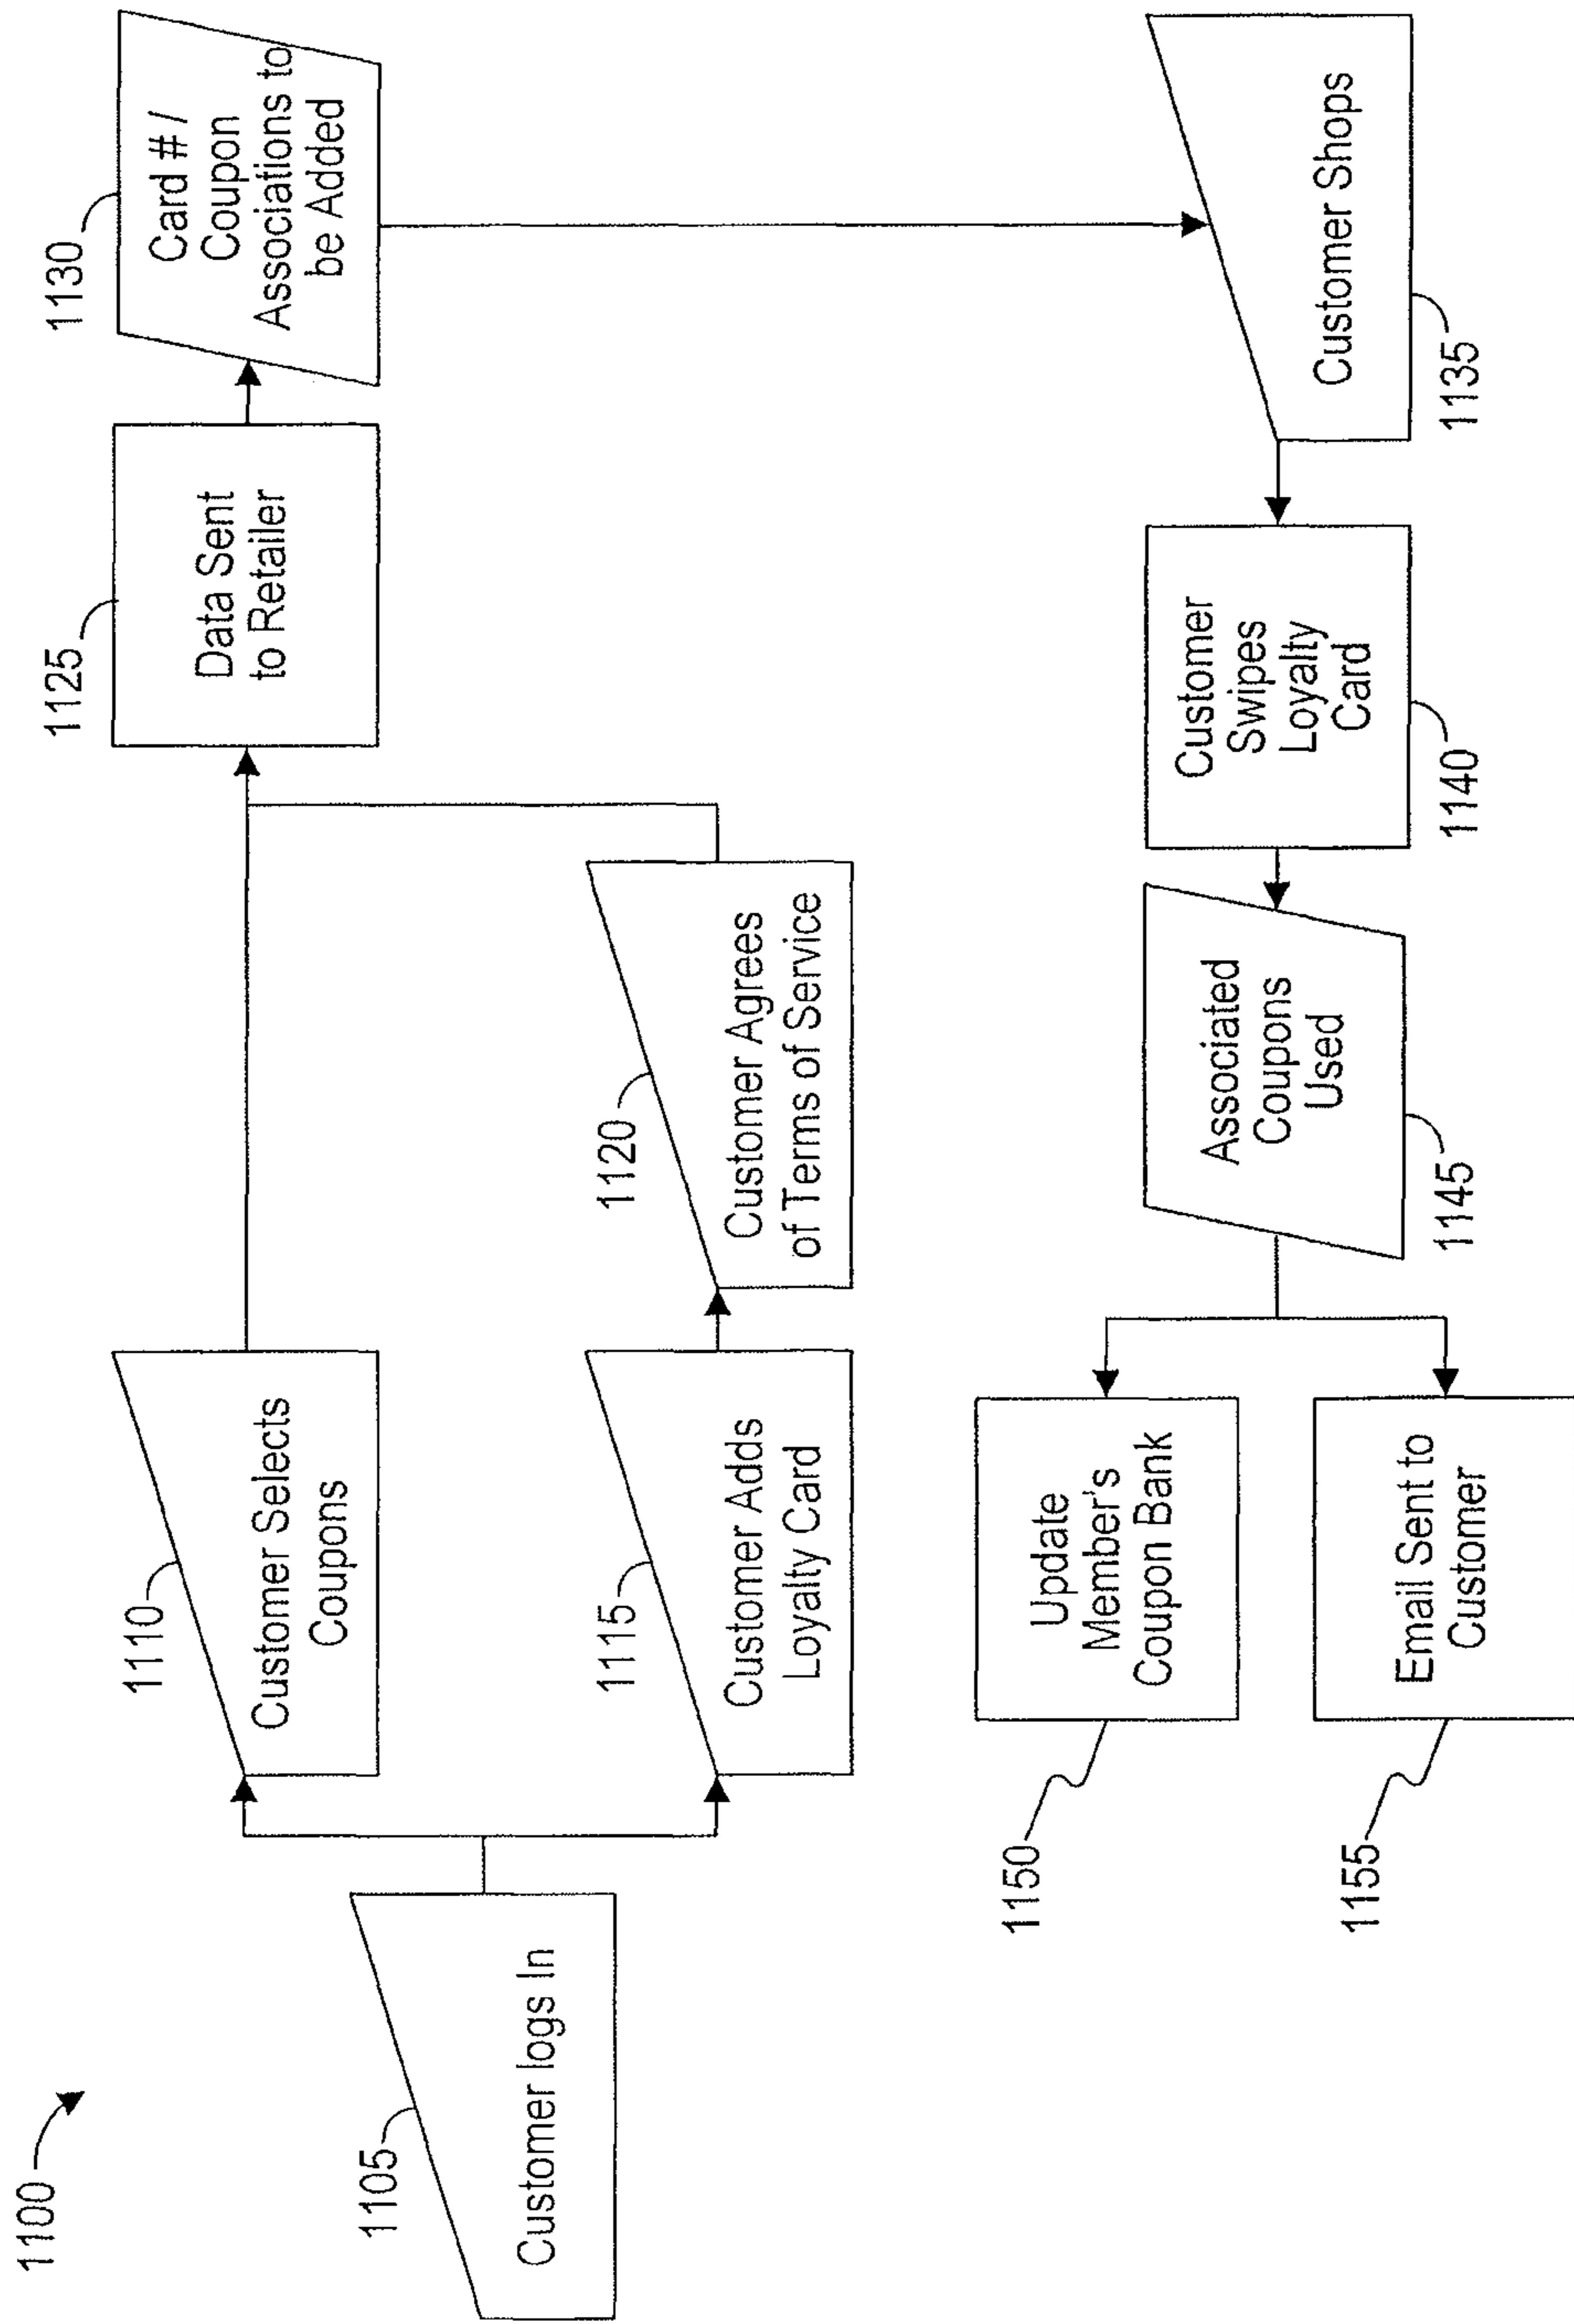 1100
1105
Customer logs In
1110
Customer Selects
Coupons
1115
Customer Adds
Loyalty Card
1120
Customer Agrees
of Terms of Service
1125
Data Sent
to Retailer
1130
Card # /
Coupon
Associations to
be Added
1135
Customer Shops
1140
Customer
Swipes
Loyalty
Card
1145
Associated
Coupons
Used
1150
Update
Member's
Coupon Bank
1155
Email Sent to
Customer